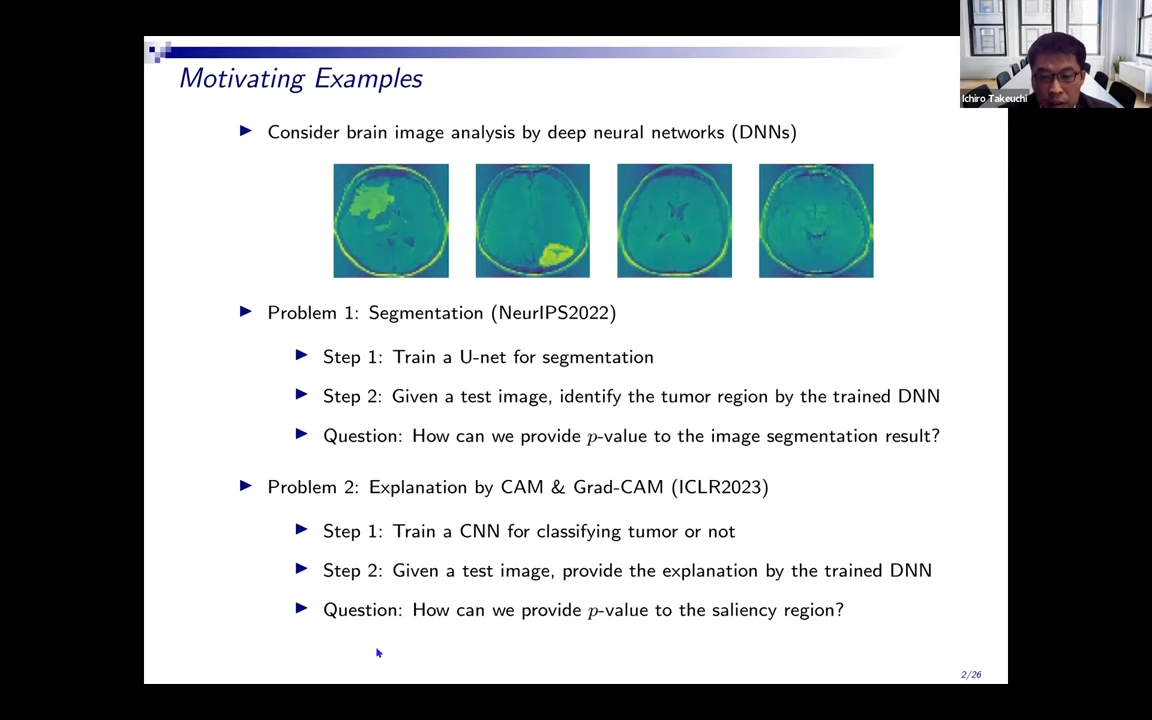 Motivating Examples
Ichiro Takeuchi
▶ Consider brain image analysis by deep neural networks (DNNs)
▶ Problem 1: Segmentation (NeurIPS2022)
▶ Step 1: Train a U-net for segmentation
▶ Step 2: Given a test image, identify the tumor region by the trained DNN
▶ Question: How can we provide p-value to the image segmentation result?
▶ Problem 2: Explanation by CAM & Grad-CAM (ICLR2023)
▶ Step 1: Train a CNN for classifying tumor or not
▶ Step 2: Given a test image, provide the explanation by the trained DNN
▶ Question: How can we provide p-value to the saliency region?
2/26